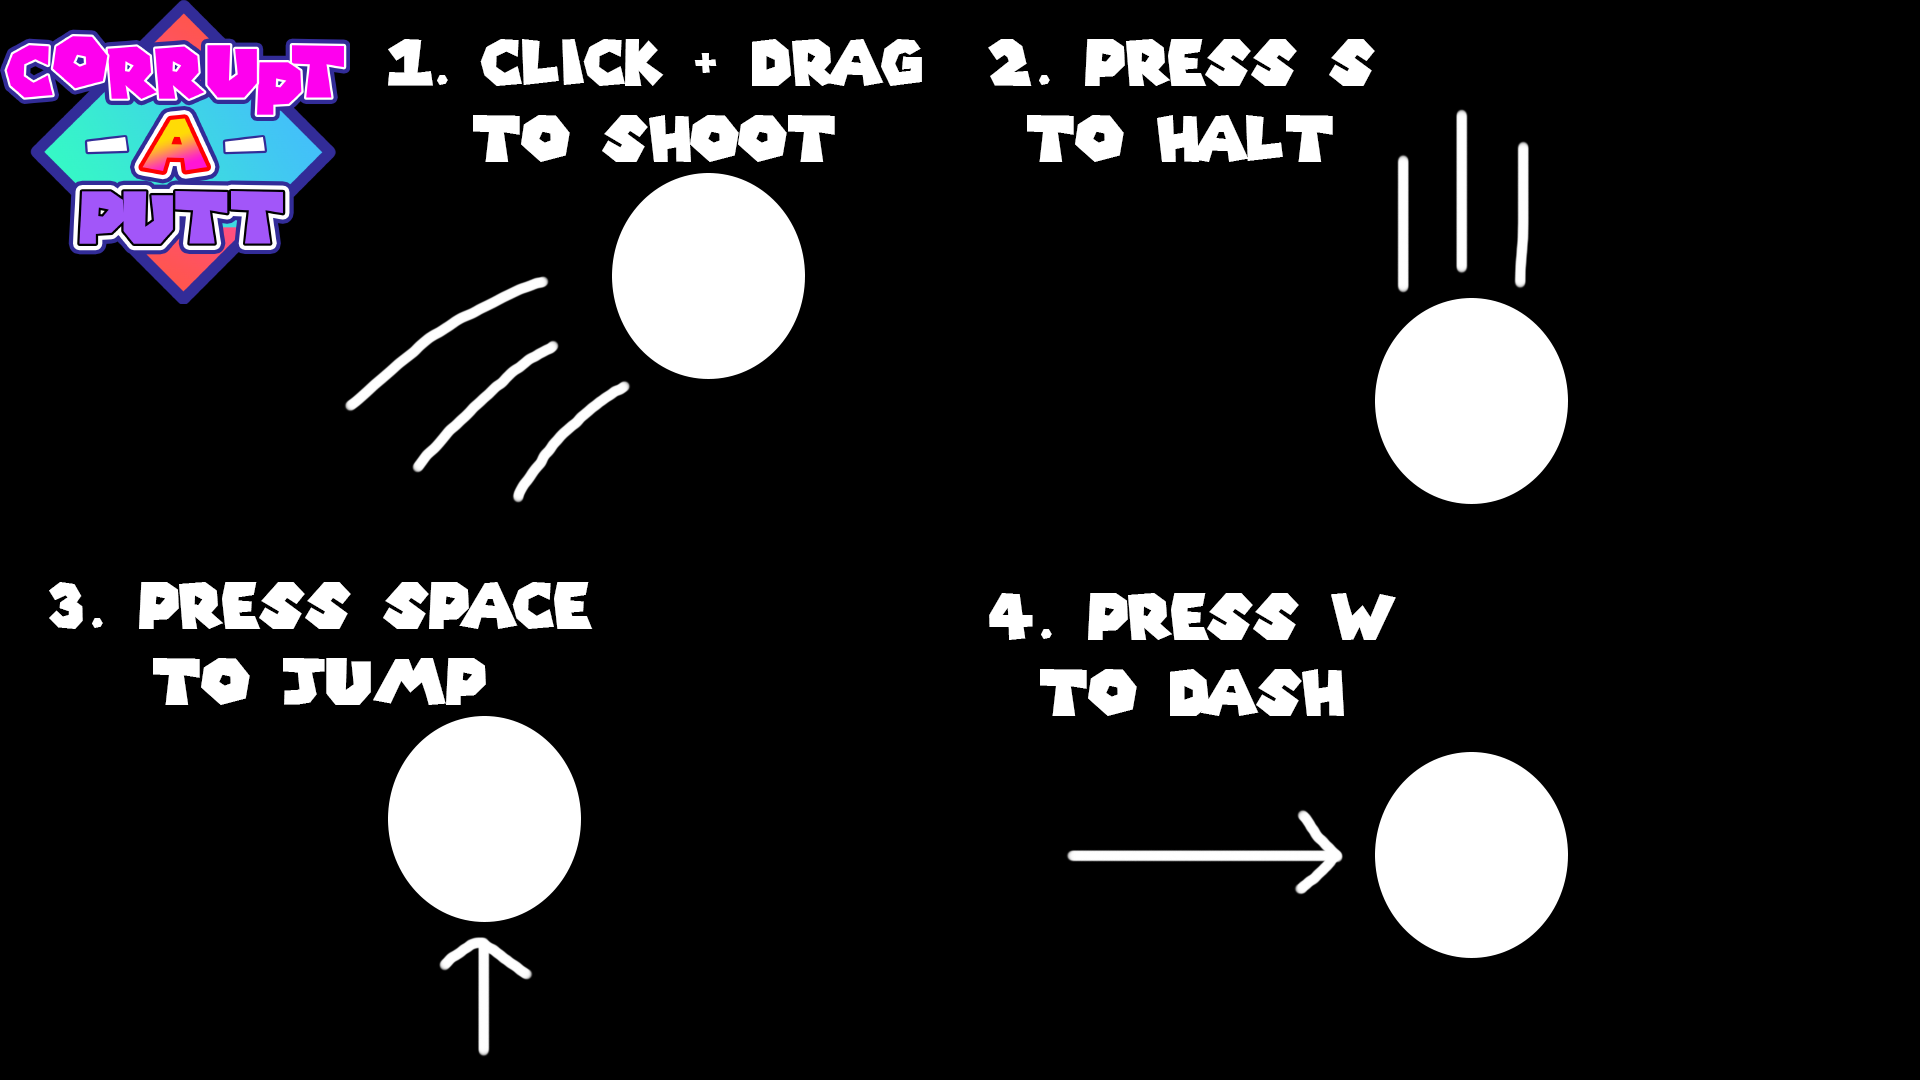 CORRUPT
- A -
PUTT
1. CLICK + DRAG
TO SHOOT
2. PRESS S
TO HALT
3. PRESS SPACE
TO JUMP
4. PRESS W
TO DASH